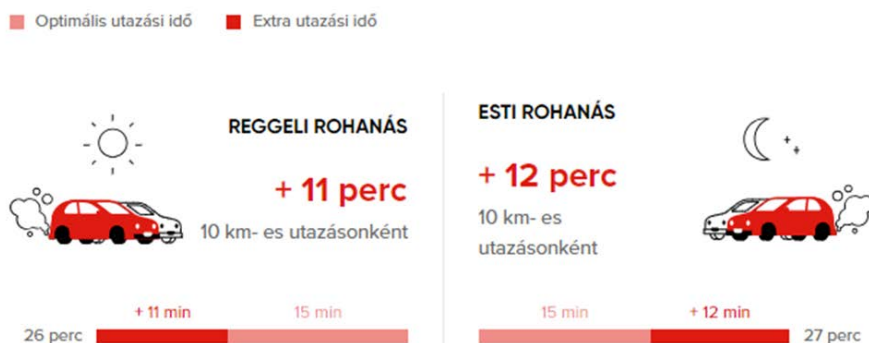 Optimális utazási idő
Extra utazási idő
REGGELI ROHANÁS
+ 11 perc
10 km- es utazásonként
+ 11 min
15 min
26 perc
ESTI ROHANÁS
+ 12 perc
10 km- es
utazásonként
15 min
+ 12 min
27 perc